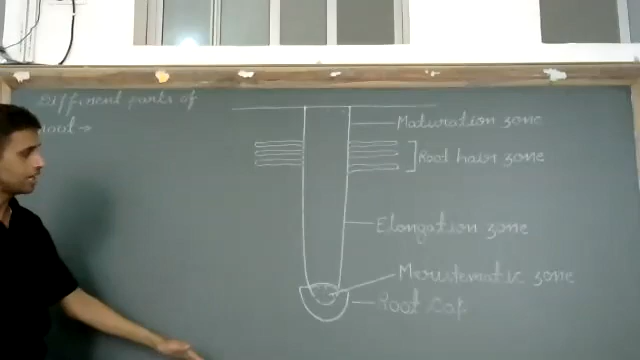 Different parts of
root →
Maturation zone
Root hair zone
Elongation zone
Meristematic zone
Root Cap